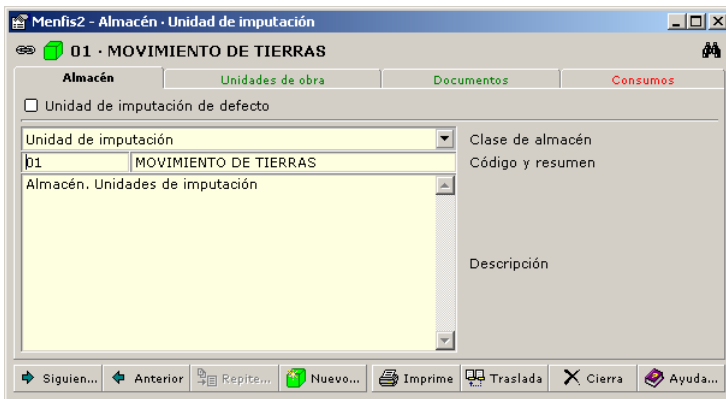 Menfis2 - Almacén · Unidad de imputación
01 · MOVIMIENTO DE TIERRAS
Almacén Unidades de obra Documentos Consumos
Unidad de imputación de defecto
Unidad de imputación Clase de almacén
01 MOVIMIENTO DE TIERRAS Código y resumen
Almacén. Unidades de imputación
Descripción
Siguien... Anterior Repite... Nuevo... Imprime Traslada Cierra Ayuda...